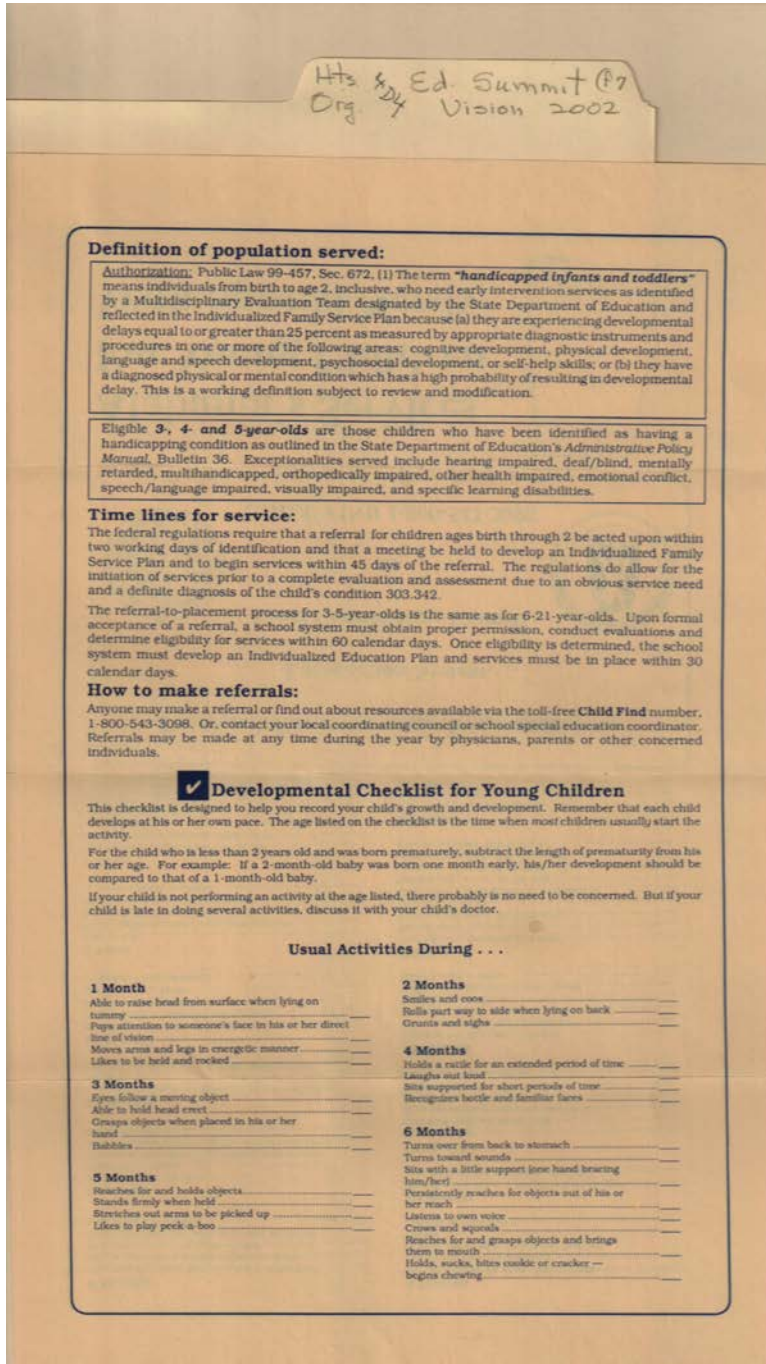 Hts & Ed. Summit
Org. Vision 2002
Definition of population served:
Authorization: Public Law 99-457, Sec. 672, (1) The term "handicapped infants and toddlers"
means individuals from birth to age 2, inclusive, who need early intervention services as identified
by a Multidisciplinary Evaluation Team designated by the State Department of Education and
reflected in the Individualized Family Service Plan because (a) they are experiencing developmental
delays equal to or greater than 25 percent as measured by appropriate diagnostic instruments and
procedures in one or more of the following areas: cognitive development, physical development,
language and speech development, psychosocial development, or self-help skills; or (b) they have
a diagnosed physical or mental condition which has a high probability of resulting in developmental
delay. This is a working definition subject to review and modification.
Eligible 3-, 4- and 5-year-olds are those children who have been identified as having a
handicapping condition as outlined in the State Department of Education's Administrative Policy
Manual, Bulletin 36. Exceptionalities served include hearing impaired, deaf/blind, mentally
retarded, multihandicapped, orthopedically impaired, other health impaired, emotional conflict,
speech/language impaired, visually impaired, and specific learning disabilities.
Time lines for service:
The federal regulations require that a referral for children ages birth through 2 be acted upon within
two working days of identification and that a meeting be held to develop an Individualized Family
Service Plan and to begin services within 45 days of the referral. The regulations do allow for the
initiation of services prior to a complete evaluation and assessment due to an obvious service need
and a definite diagnosis of the child's condition 303.342.
The referral-to-placement process for 3-5-year-olds is the same as for 6-21-year-olds. Upon formal
acceptance of a referral, a school system must obtain proper permission, conduct evaluations and
determine eligibility for services within 60 calendar days. Once eligibility is determined, the school
system must develop an Individualized Education Plan and services must be in place within 30
calendar days.
How to make referrals:
Anyone may make a referral or find out about resources available via the toll-free Child Find number,
1-800-543-3098. Or, contact your local coordinating council or school special education coordinator.
Referrals may be made at any time during the year by physicians, parents or other concerned
individuals.
✔ Developmental Checklist for Young Children
This checklist is designed to help you record your child's growth and development. Remember that each child
develops at his or her own pace. The age listed on the checklist is the time when most children usually start the
activity.
For the child who is less than 2 years old and was born prematurely, subtract the length of prematurity from his
or her age. For example: If a 2-month-old baby was born one month early, his/her development should be
compared to that of a 1-month-old baby.
If your child is not performing an activity at the age listed, there probably is no need to be concerned. But if your
child is late in doing several activities, discuss it with your child's doctor.
Usual Activities During . . .
1 Month
Able to raise head from surface when lying on
tummy
Pays attention to someone's face in his or her direct
line of vision
Moves arms and legs in energetic manner
Likes to be held and rocked
3 Months
Eyes follow a moving object
Able to hold head erect
Grasps objects when placed in his or her
hand
Babbles
5 Months
Reaches for and holds objects
Stands firmly when held
Stretches out arms to be picked up
Likes to play peek-a-boo
2 Months
Smiles and coos
Rolls part way to side when lying on back
Grunts and sighs
4 Months
Holds a rattle for an extended period of time
Laughs out loud
Sits supported for short periods of time
Recognizes bottle and familiar faces
6 Months
Turns over from back to stomach
Turns toward sounds
Sits with a little support (one hand bracing
him/her)
Persistently reaches for objects out of his or
her reach
Listens to own voice
Crows and squeals
Reaches for and grasps objects and brings
them to mouth
Holds, sucks, bites cookie or cracker —
begins chewing